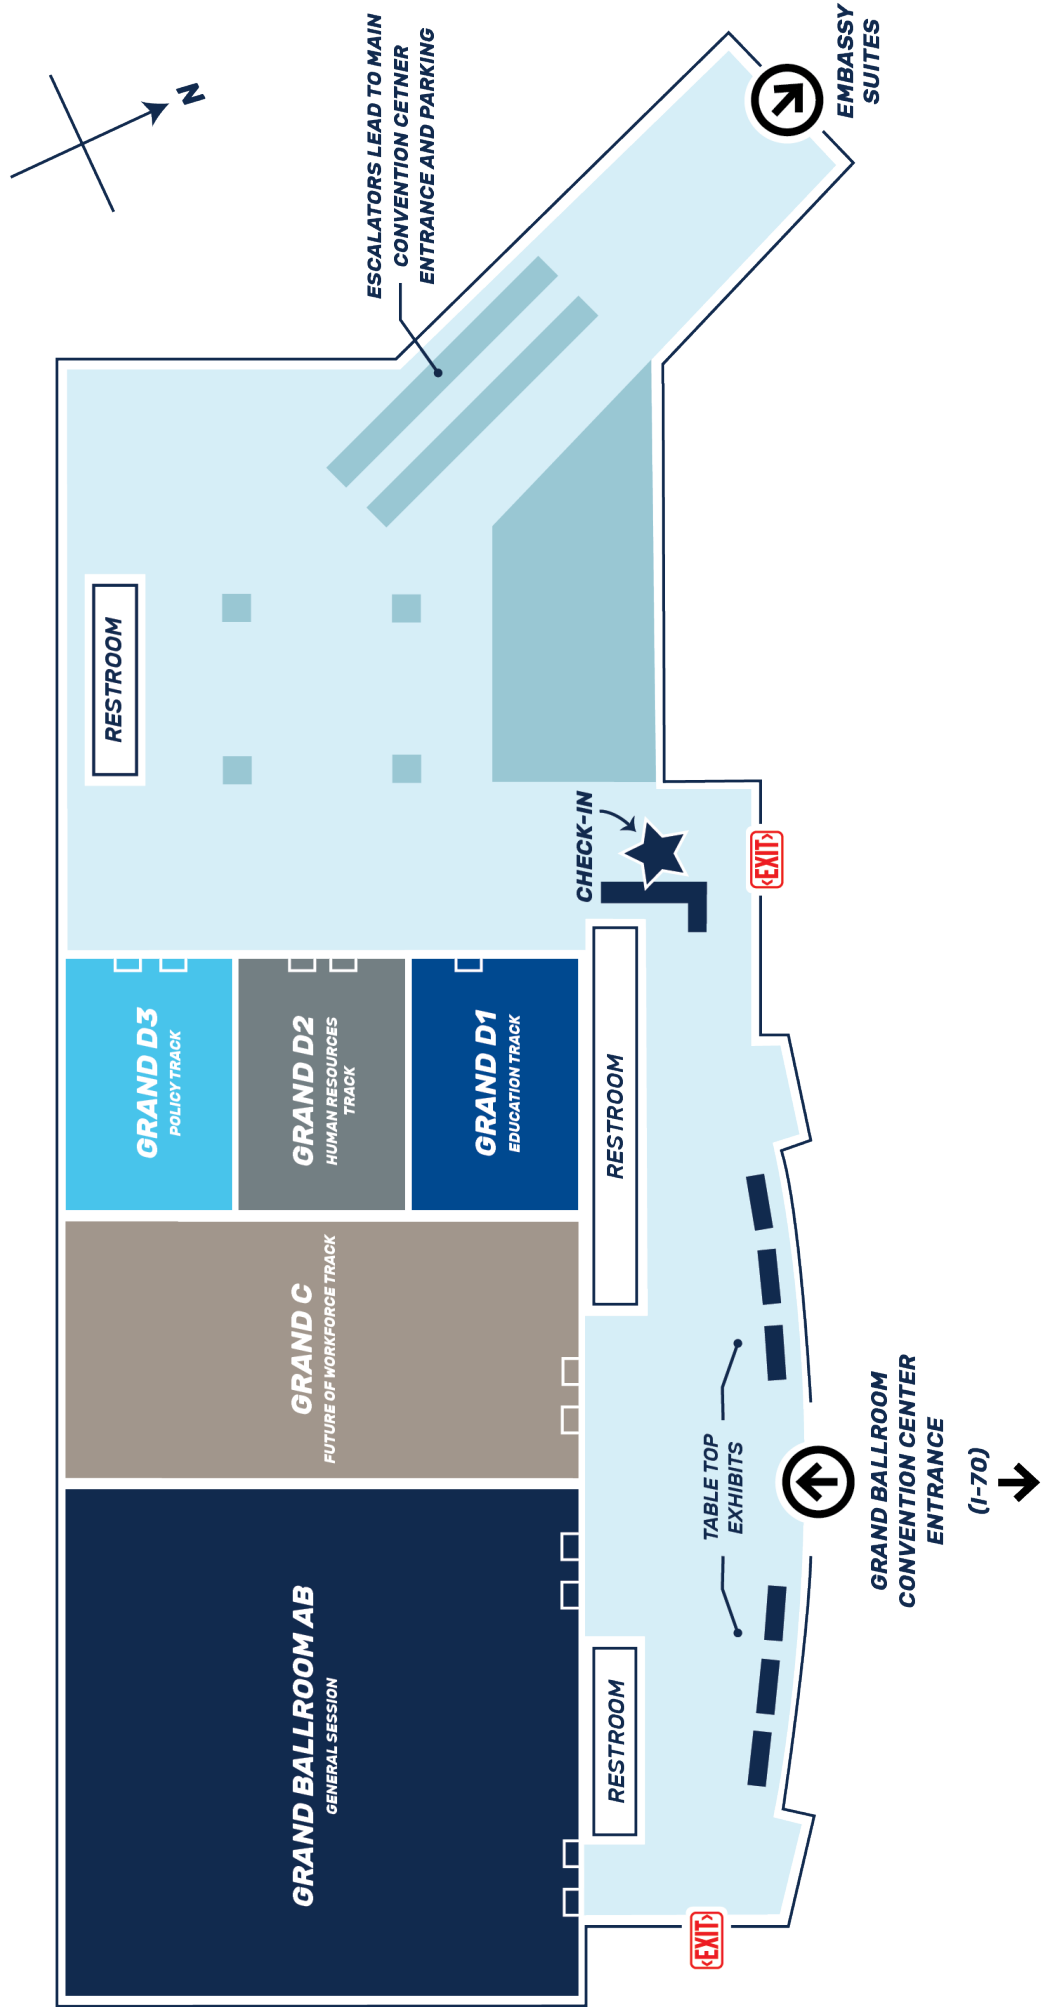 GRAND BALLROOM AB
GENERAL SESSION
GRAND C
FUTURE OF WORKFORCE TRACK
GRAND D3
POLICY TRACK
GRAND D2
HUMAN RESOURCES
TRACK
GRAND D1
EDUCATION TRACK
RESTROOM
ESCALATORS LEAD TO MAIN
CONVENTION CETNER
ENTRANCE AND PARKING
N
EMBASSY
SUITES
RESTROOM
RESTROOM
CHECK-IN
EXIT
EXIT
TABLE TOP
EXHIBITS
GRAND BALLROOM
CONVENTION CENTER
ENTRANCE
(I-70)